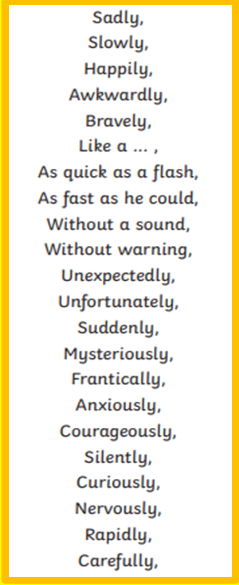 Sadly,
Slowly,
Happily,
Awkwardly,
Bravely,
Like a ... ,
As quick as a flash,
As fast as he could,
Without a sound,
Without warning,
Unexpectedly,
Unfortunately,
Suddenly,
Mysteriously,
Frantically,
Anxiously,
Courageously,
Silently,
Curiously,
Nervously,
Rapidly,
Carefully,